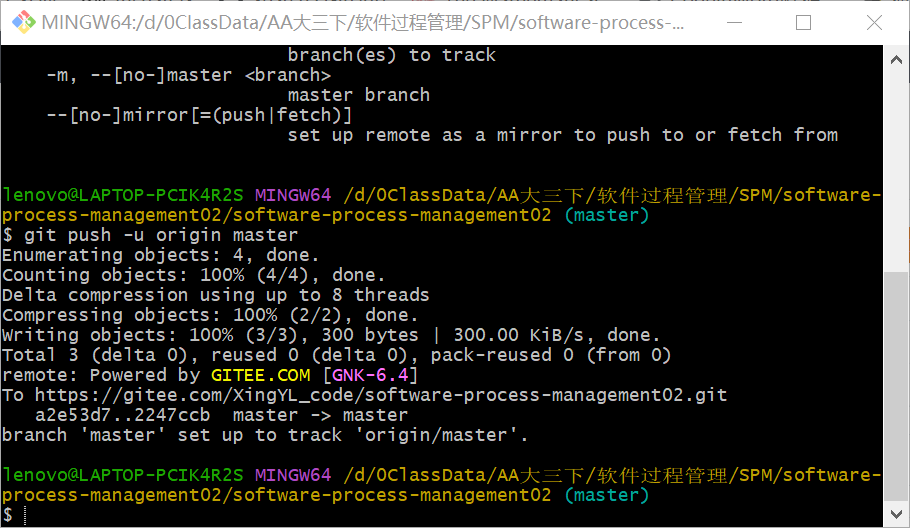 MINGW64:/d/0ClassData/AA大三下/软件过程管理/SPM/software-process-...
branch(es) to track
-m, --[no-]master <branch>
master branch
--[no-]mirror[=(push|fetch)]
set up remote as a mirror to push to or fetch from
lenovo@LAPTOP-PCIK4R2S MINGW64 /d/0ClassData/AA大三下/软件过程管理/SPM/software-
process-management02/software-process-management02 (master)
$ git push -u origin master
Enumerating objects: 4, done.
Counting objects: 100% (4/4), done.
Delta compression using up to 8 threads
Compressing objects: 100% (2/2), done.
Writing objects: 100% (3/3), 300 bytes | 300.00 KiB/s, done.
Total 3 (delta 0), reused 0 (delta 0), pack-reused 0 (from 0)
remote: Powered by GITEE.COM [GNK-6.4]
To https://gitee.com/XingYL_code/software-process-management02.git
a2e53d7..2247ccb  master -> master
branch 'master' set up to track 'origin/master'.
lenovo@LAPTOP-PCIK4R2S MINGW64 /d/0ClassData/AA大三下/软件过程管理/SPM/software-
process-management02/software-process-management02 (master)
$